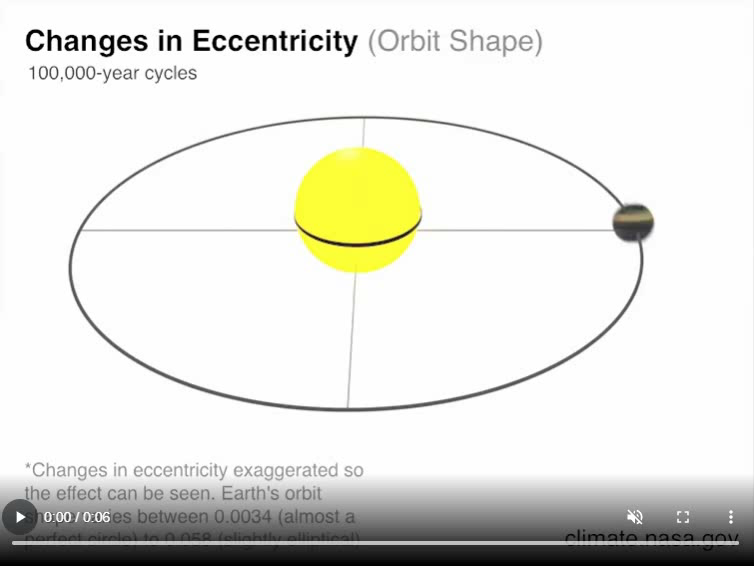 Changes in Eccentricity (Orbit Shape)
100,000-year cycles
*Changes in eccentricity exaggerated so
the effect can be seen. Earth's orbit
between 0.0034 (almost a
0:00 / 0:06
perfect circle) to 0.058 (slightly elliptical)
climate.nasa.gov